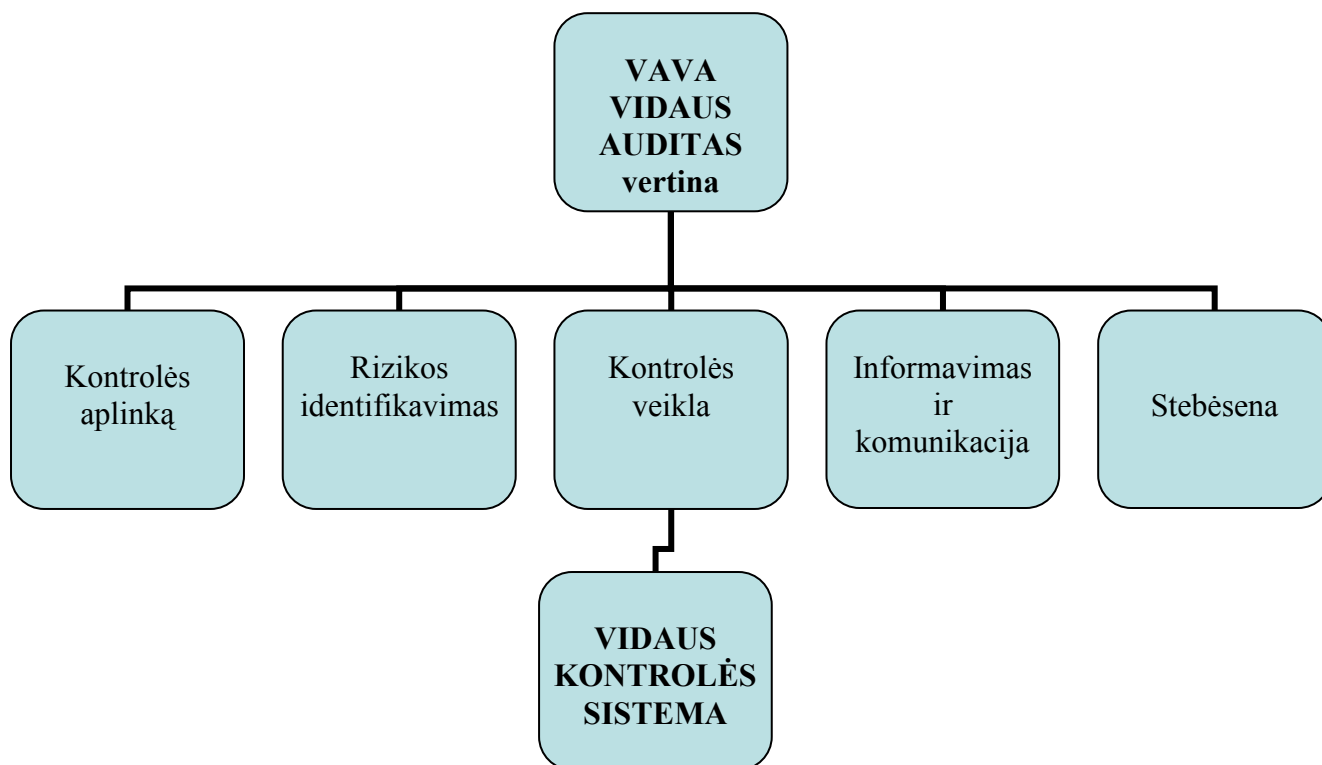 VAVA
VIDAUS
AUDITAS
vertina
Kontrolės
aplinką
Rizikos
identifikavimas
Kontrolės
veikla
Informavimas
ir
komunikacija
Stebėsena
VIDAUS
KONTROLĖS
SISTEMA